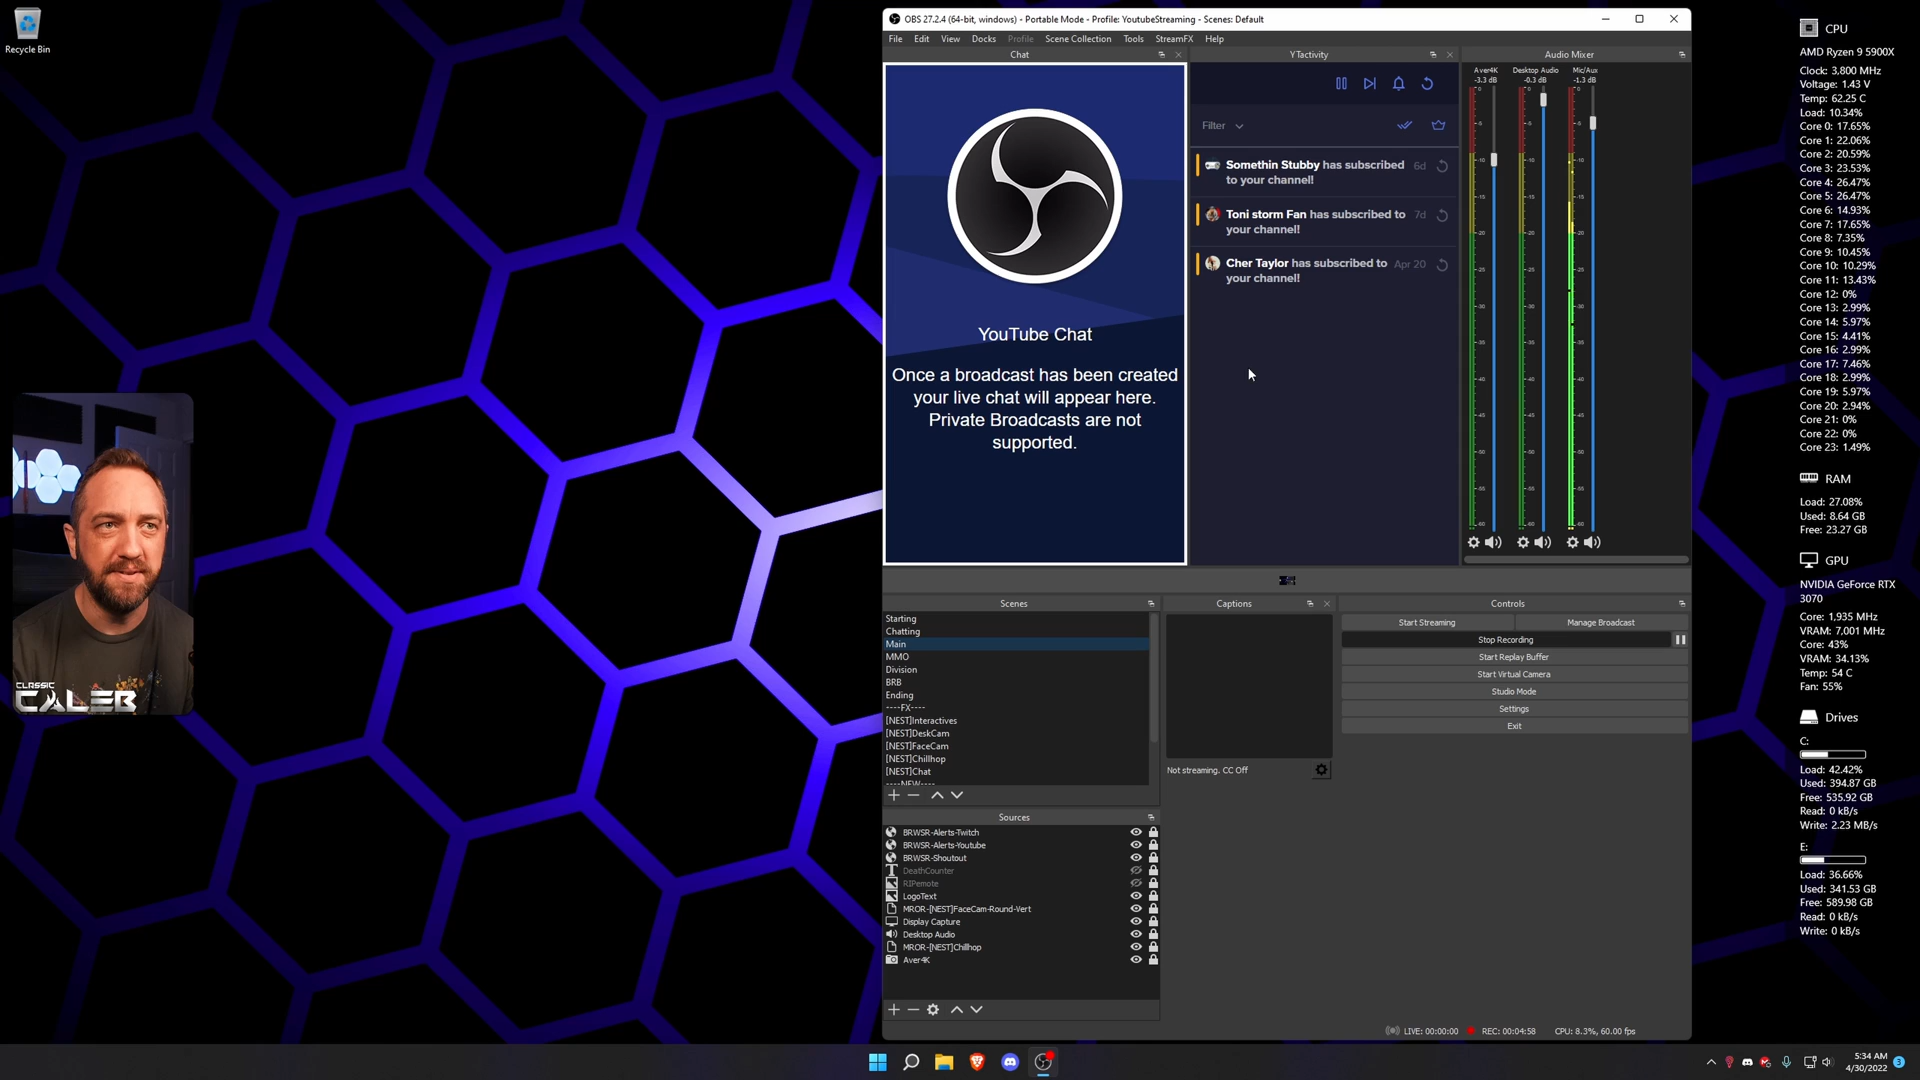 Recycle Bin
CLASSIC
CALEB
OBS 27.2.4 (64-bit, windows) - Portable Mode - Profile: YoutubeStreaming - Scenes: Default
File Edit View Docks Profile Scene Collection Tools StreamFX Help
Chat
YouTube Chat
Once a broadcast has been created
your live chat will appear here.
Private Broadcasts are not
supported.
YTactivity
Filter
Somethin Stubby has subscribed 6d
to your channel!
Toni storm Fan has subscribed to 7d
your channel!
Cher Taylor has subscribed to Apr 20
your channel!
Audio Mixer
Aver4K Desktop Audio Mic/Aux
-3.3 dB -0.3 dB -1.3 dB
Scenes
Starting
Chatting
Main
MMO
Division
BRB
Ending
----FX----
[NEST]Interactives
[NEST]DeskCam
[NEST]FaceCam
[NEST]Chillhop
[NEST]Chat
----NEW----
Captions
Not streaming. CC Off
Controls
Start Streaming Manage Broadcast
Stop Recording
Start Replay Buffer
Start Virtual Camera
Studio Mode
Settings
Exit
Sources
BRWSR-Alerts-Twitch
BRWSR-Alerts-Youtube
BRWSR-Shoutout
DeathCounter
RIPemote
LogoText
MROR-[NEST]FaceCam-Round-Vert
Display Capture
Desktop Audio
MROR-[NEST]Chillhop
Aver4K
LIVE: 00:00:00 REC: 00:04:58 CPU: 8.3%, 60.00 fps
CPU
AMD Ryzen 9 5900X
Clock: 3,800 MHz
Voltage: 1.43 V
Temp: 62.25 C
Load: 10.34%
Core 0: 17.65%
Core 1: 22.06%
Core 2: 20.59%
Core 3: 23.53%
Core 4: 26.47%
Core 5: 26.47%
Core 6: 14.93%
Core 7: 17.65%
Core 8: 7.35%
Core 9: 10.45%
Core 10: 10.29%
Core 11: 13.43%
Core 12: 0%
Core 13: 2.99%
Core 14: 5.97%
Core 15: 4.41%
Core 16: 2.99%
Core 17: 7.46%
Core 18: 2.99%
Core 19: 5.97%
Core 20: 2.94%
Core 21: 0%
Core 22: 0%
Core 23: 1.49%
RAM
Load: 27.08%
Used: 8.64 GB
Free: 23.27 GB
GPU
NVIDIA GeForce RTX
3070
Core: 1,935 MHz
VRAM: 7,001 MHz
Core: 43%
VRAM: 34.13%
Temp: 54 C
Fan: 55%
Drives
C:
Load: 42.42%
Used: 394.87 GB
Free: 535.92 GB
Read: 0 kB/s
Write: 2.23 MB/s
E:
Load: 36.66%
Used: 341.53 GB
Free: 589.98 GB
Read: 0 kB/s
Write: 0 kB/s
5:34 AM
4/30/2022
3